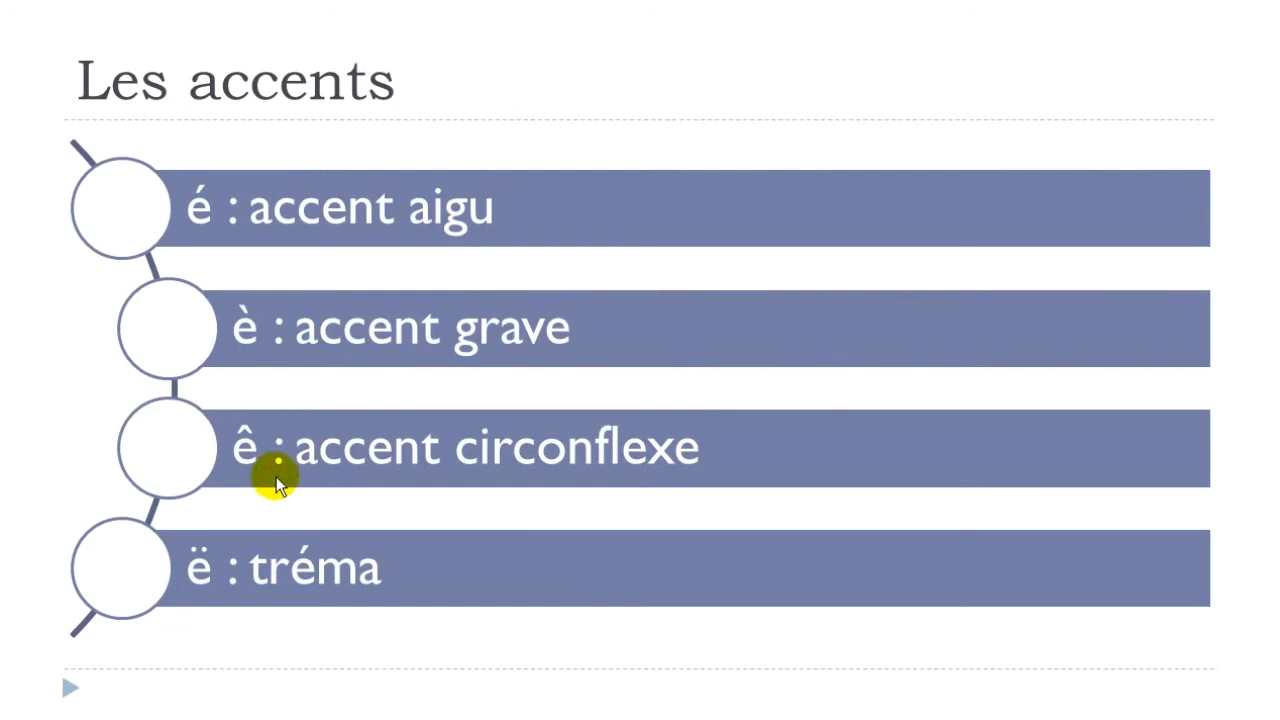 Les accents
é : accent aigu
è : accent grave
ê : accent circonflexe
ë : tréma